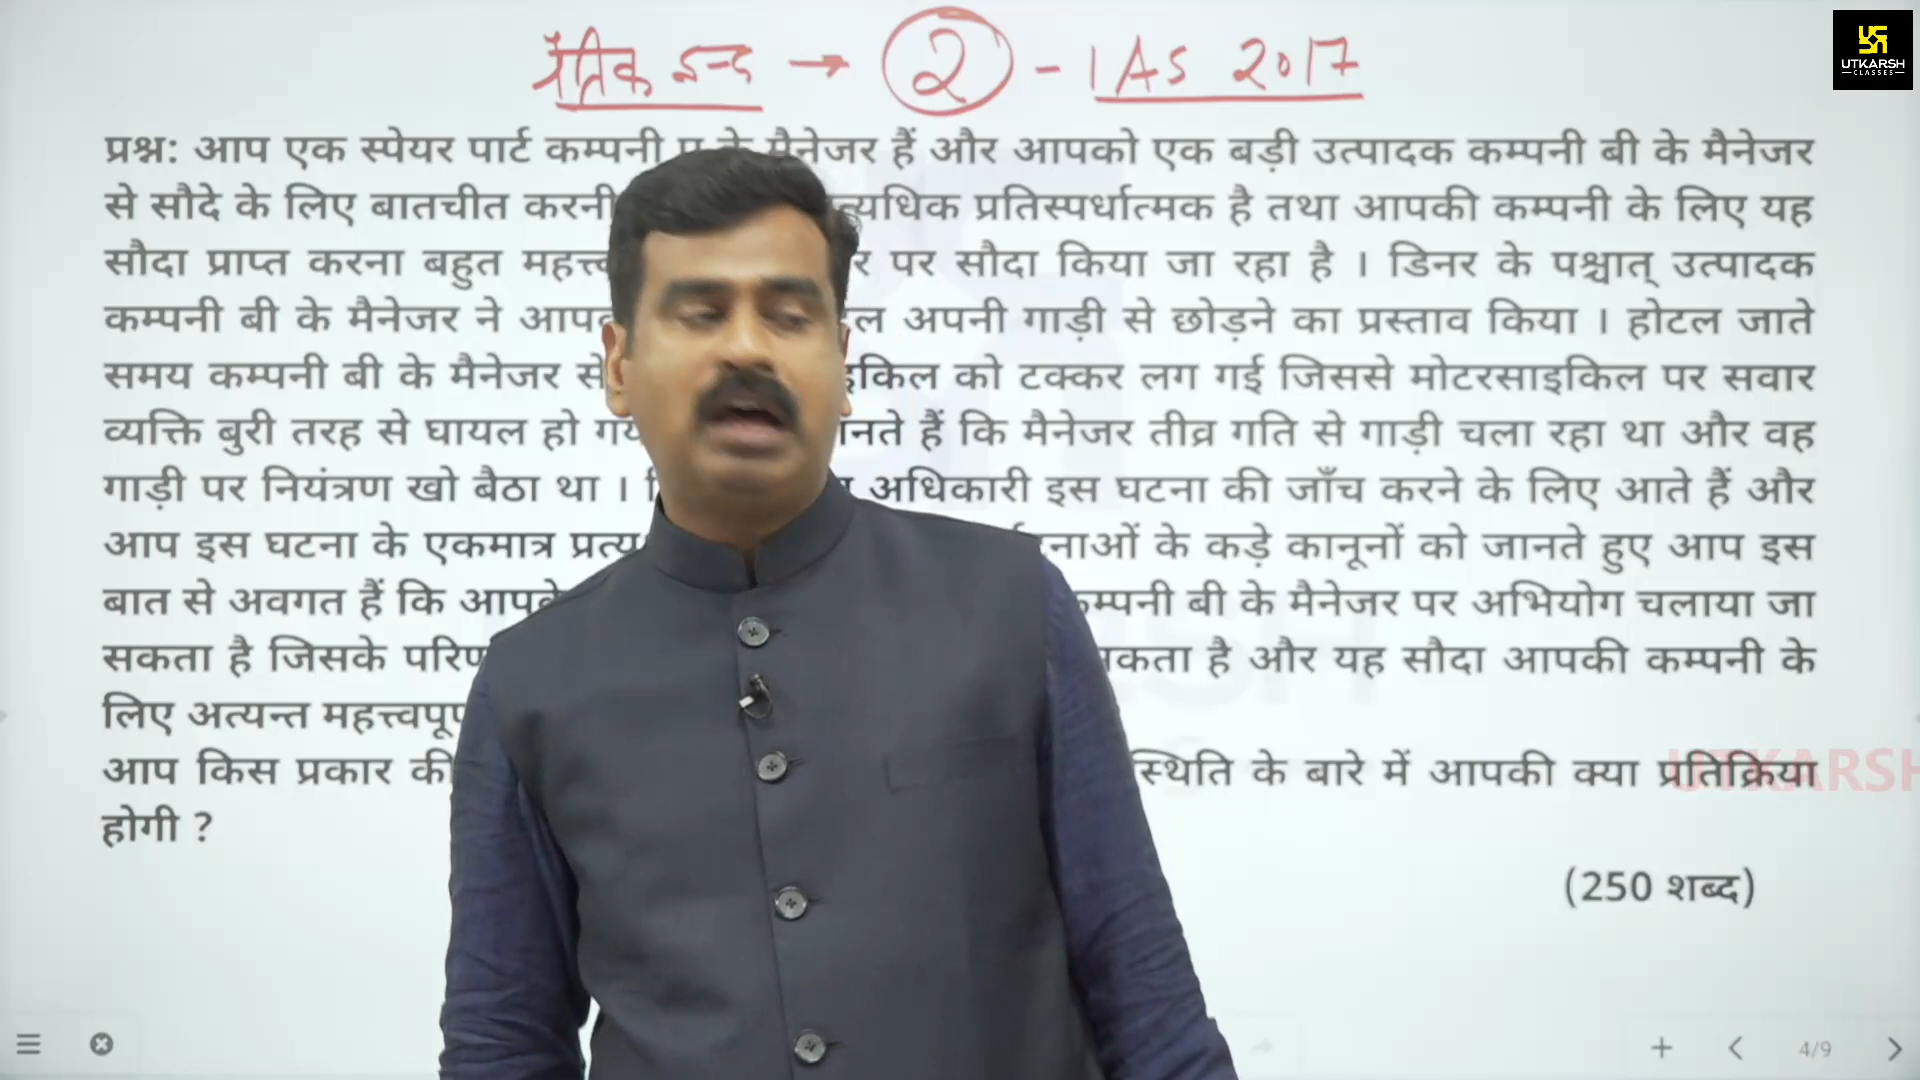 नैतिक द्वन्द → 2 - IAS 2017
UTKARSH
CLASSES
प्रश्न: आप एक स्पेयर पार्ट कम्पनी के मैनेजर हैं और आपको एक बड़ी उत्पादक कम्पनी बी के मैनेजर
से सौदे के लिए बातचीत करनी प्रतिस्पर्धात्मक है तथा आपकी कम्पनी के लिए यह
सौदा प्राप्त करना बहुत पर सौदा किया जा रहा है । डिनर के पश्चात् उत्पादक
कम्पनी बी के मैनेजर ने अपनी गाड़ी से छोड़ने का प्रस्ताव किया । होटल जाते
समय कम्पनी बी के मैनेजर से को टक्कर लग गई जिससे मोटरसाइकिल पर सवार
व्यक्ति बुरी तरह से घायल हो हैं कि मैनेजर तीव्र गति से गाड़ी चला रहा था और वह
गाड़ी पर नियंत्रण खो बैठा था । अधिकारी इस घटना की जाँच करने के लिए आते हैं और
आप इस घटना के एकमात्र के कड़े कानूनों को जानते हुए आप इस
बात से अवगत हैं कि कम्पनी बी के मैनेजर पर अभियोग चलाया जा
सकता है जिसके है और यह सौदा आपकी कम्पनी के
लिए अत्यन्त
आप किस प्रकार की स्थिति के बारे में आपकी क्या प्रतिक्रिया
होगी ?
UTKARSH
(250 शब्द)
4/9